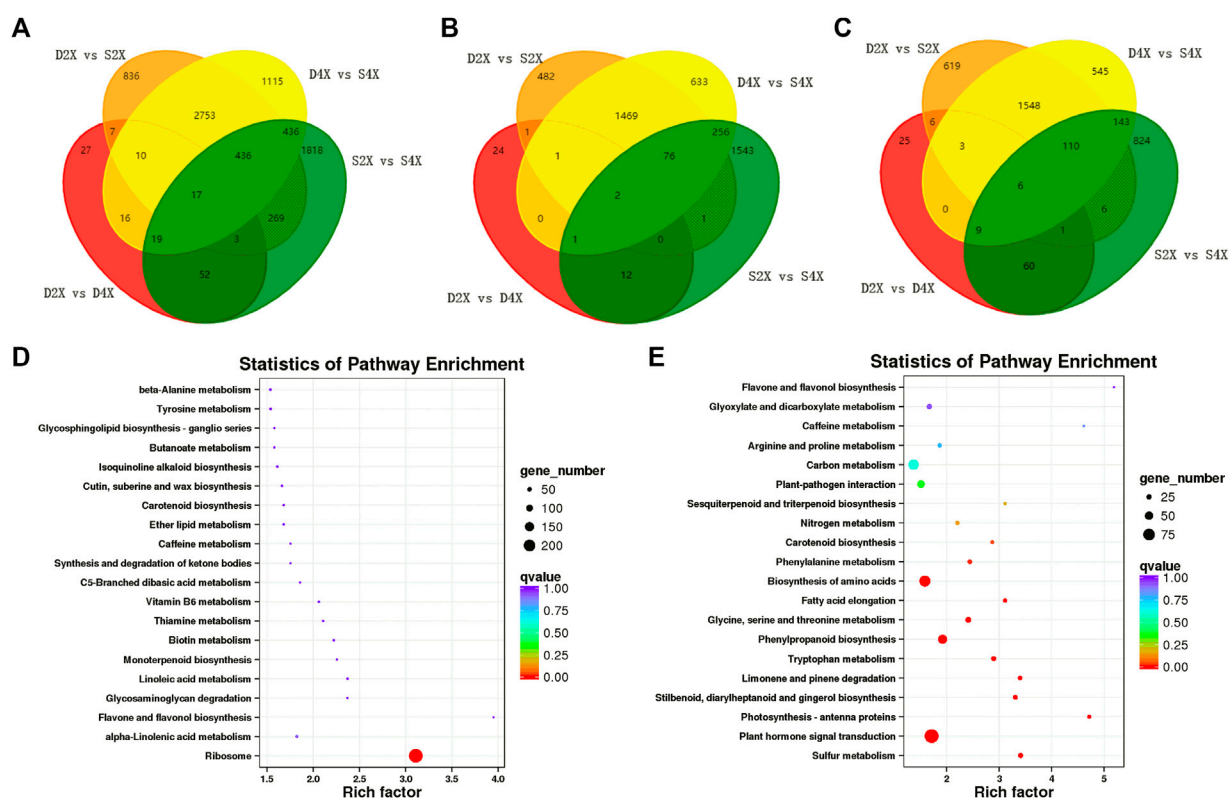 A
B
C
D2X vs S2X
D4X vs S4X
S2X vs S4X
D2X vs D4X
836
1115
2753
7
27
10
436
436
1818
17
16
19
3
269
52
D2X vs S2X
D4X vs S4X
S2X vs S4X
D2X vs D4X
482
633
1469
1
24
1
76
256
1543
2
0
1
0
1
12
D2X vs S2X
D4X vs S4X
S2X vs S4X
D2X vs D4X
619
545
1548
6
25
3
110
143
824
6
0
9
1
6
60
D
Statistics of Pathway Enrichment
beta-Alanine metabolism
Tyrosine metabolism
Glycosphingolipid biosynthesis - ganglio series
Butanoate metabolism
Isoquinoline alkaloid biosynthesis
Cutin, suberine and wax biosynthesis
Carotenoid biosynthesis
Ether lipid metabolism
Caffeine metabolism
Synthesis and degradation of ketone bodies
C5-Branched dibasic acid metabolism
Vitamin B6 metabolism
Thiamine metabolism
Biotin metabolism
Monoterpenoid biosynthesis
Linoleic acid metabolism
Glycosaminoglycan degradation
Flavone and flavonol biosynthesis
alpha-Linolenic acid metabolism
Ribosome
1.5 2.0 2.5 3.0 3.5 4.0
Rich factor
gene_number
50
100
150
200
qvalue
1.00
0.75
0.50
0.25
0.00
E
Statistics of Pathway Enrichment
Flavone and flavonol biosynthesis
Glyoxylate and dicarboxylate metabolism
Caffeine metabolism
Arginine and proline metabolism
Carbon metabolism
Plant-pathogen interaction
Sesquiterpenoid and triterpenoid biosynthesis
Nitrogen metabolism
Carotenoid biosynthesis
Phenylalanine metabolism
Biosynthesis of amino acids
Fatty acid elongation
Glycine, serine and threonine metabolism
Phenylpropanoid biosynthesis
Tryptophan metabolism
Limonene and pinene degradation
Stilbenoid, diarylheptanoid and gingerol biosynthesis
Photosynthesis - antenna proteins
Plant hormone signal transduction
Sulfur metabolism
2 3 4 5
Rich factor
gene_number
25
50
75
qvalue
1.00
0.75
0.50
0.25
0.00